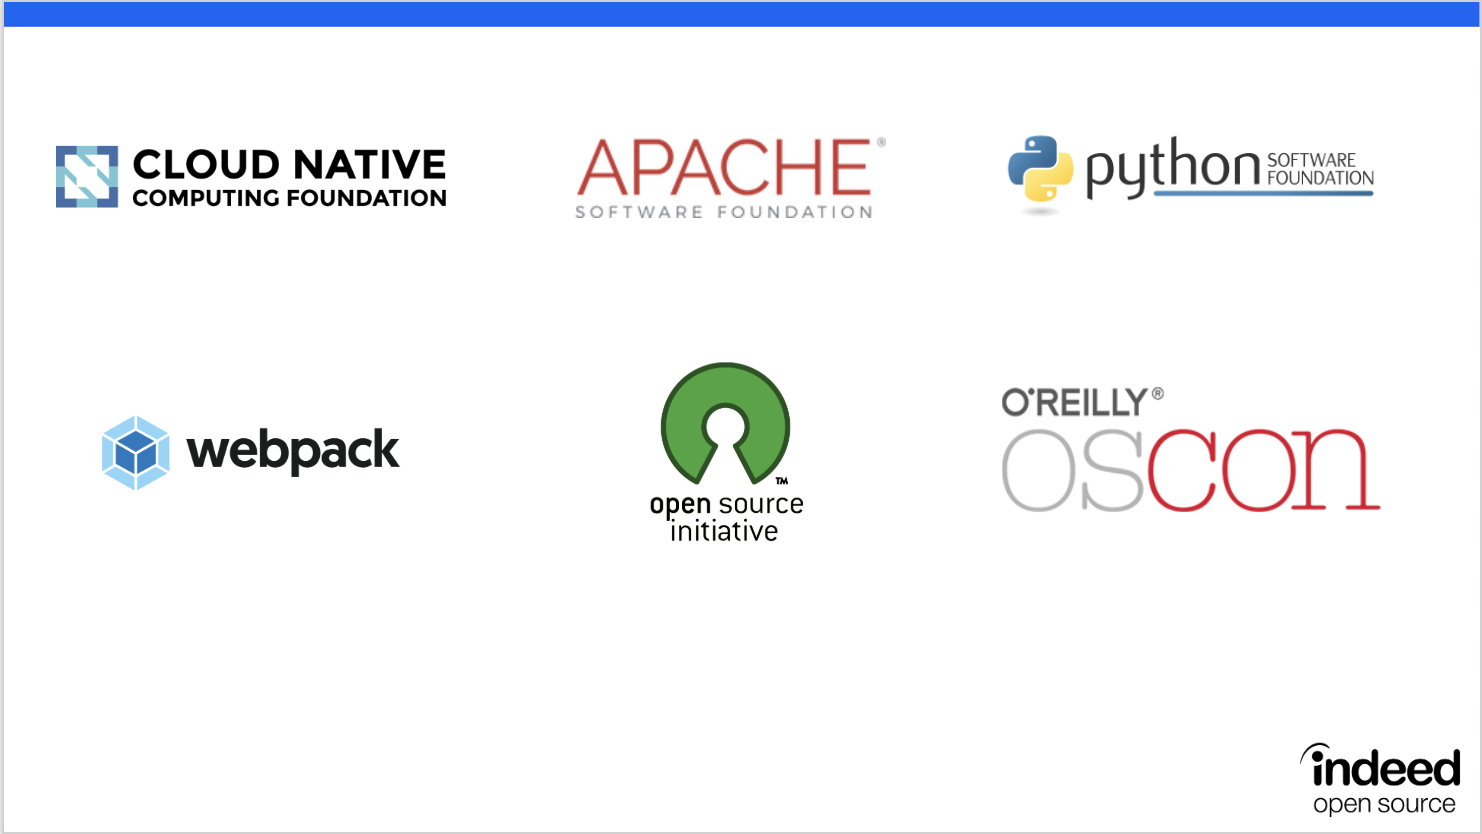 CLOUD NATIVE
COMPUTING FOUNDATION
APACHE®
SOFTWARE FOUNDATION
python SOFTWARE
FOUNDATION
webpack
™
open source
initiative
O'REILLY®
OSCON
indeed
open source